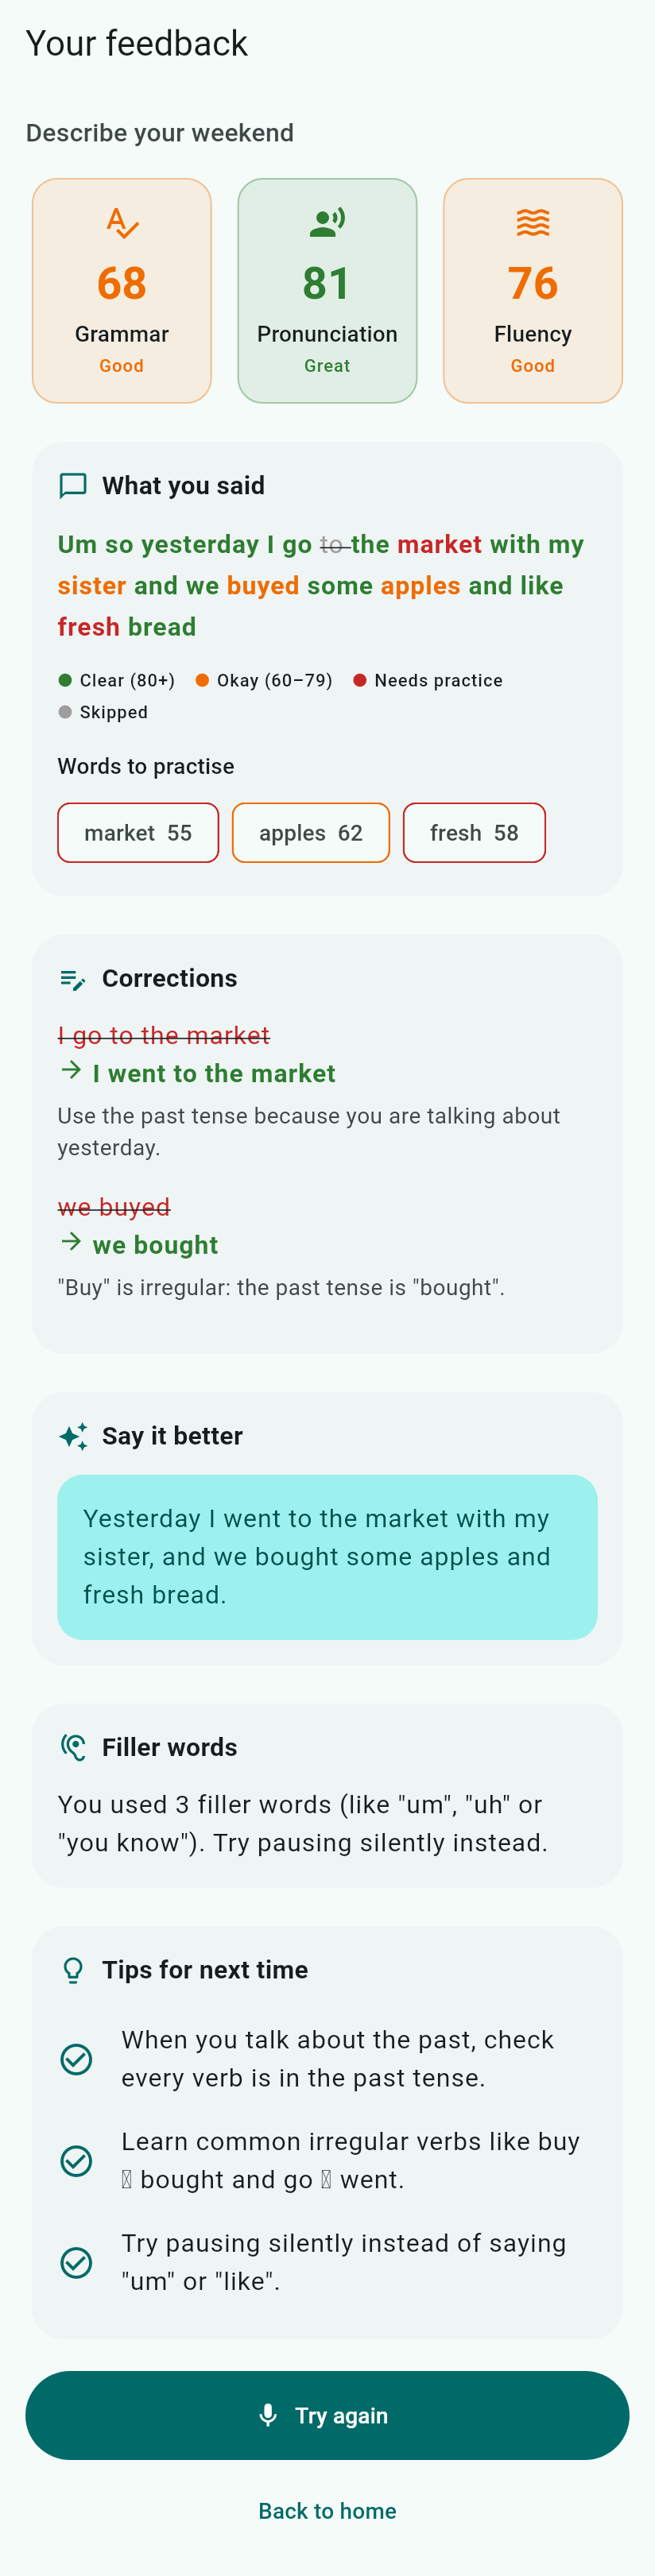 Your feedback
Describe your weekend
68
Grammar
Good
81
Pronunciation
Great
76
Fluency
Good
What you said
Um so yesterday I go to the market with my
sister and we buyed some apples and like
fresh bread
Clear (80+) Okay (60–79) Needs practice
Skipped
Words to practise
market 55 apples 62 fresh 58
Corrections
I go to the market
→ I went to the market
Use the past tense because you are talking about
yesterday.
we buyed
→ we bought
"Buy" is irregular: the past tense is "bought".
Say it better
Yesterday I went to the market with my
sister, and we bought some apples and
fresh bread.
Filler words
You used 3 filler words (like "um", "uh" or
"you know"). Try pausing silently instead.
Tips for next time
When you talk about the past, check
every verb is in the past tense.
Learn common irregular verbs like buy
bought and go went.
Try pausing silently instead of saying
"um" or "like".
Try again
Back to home